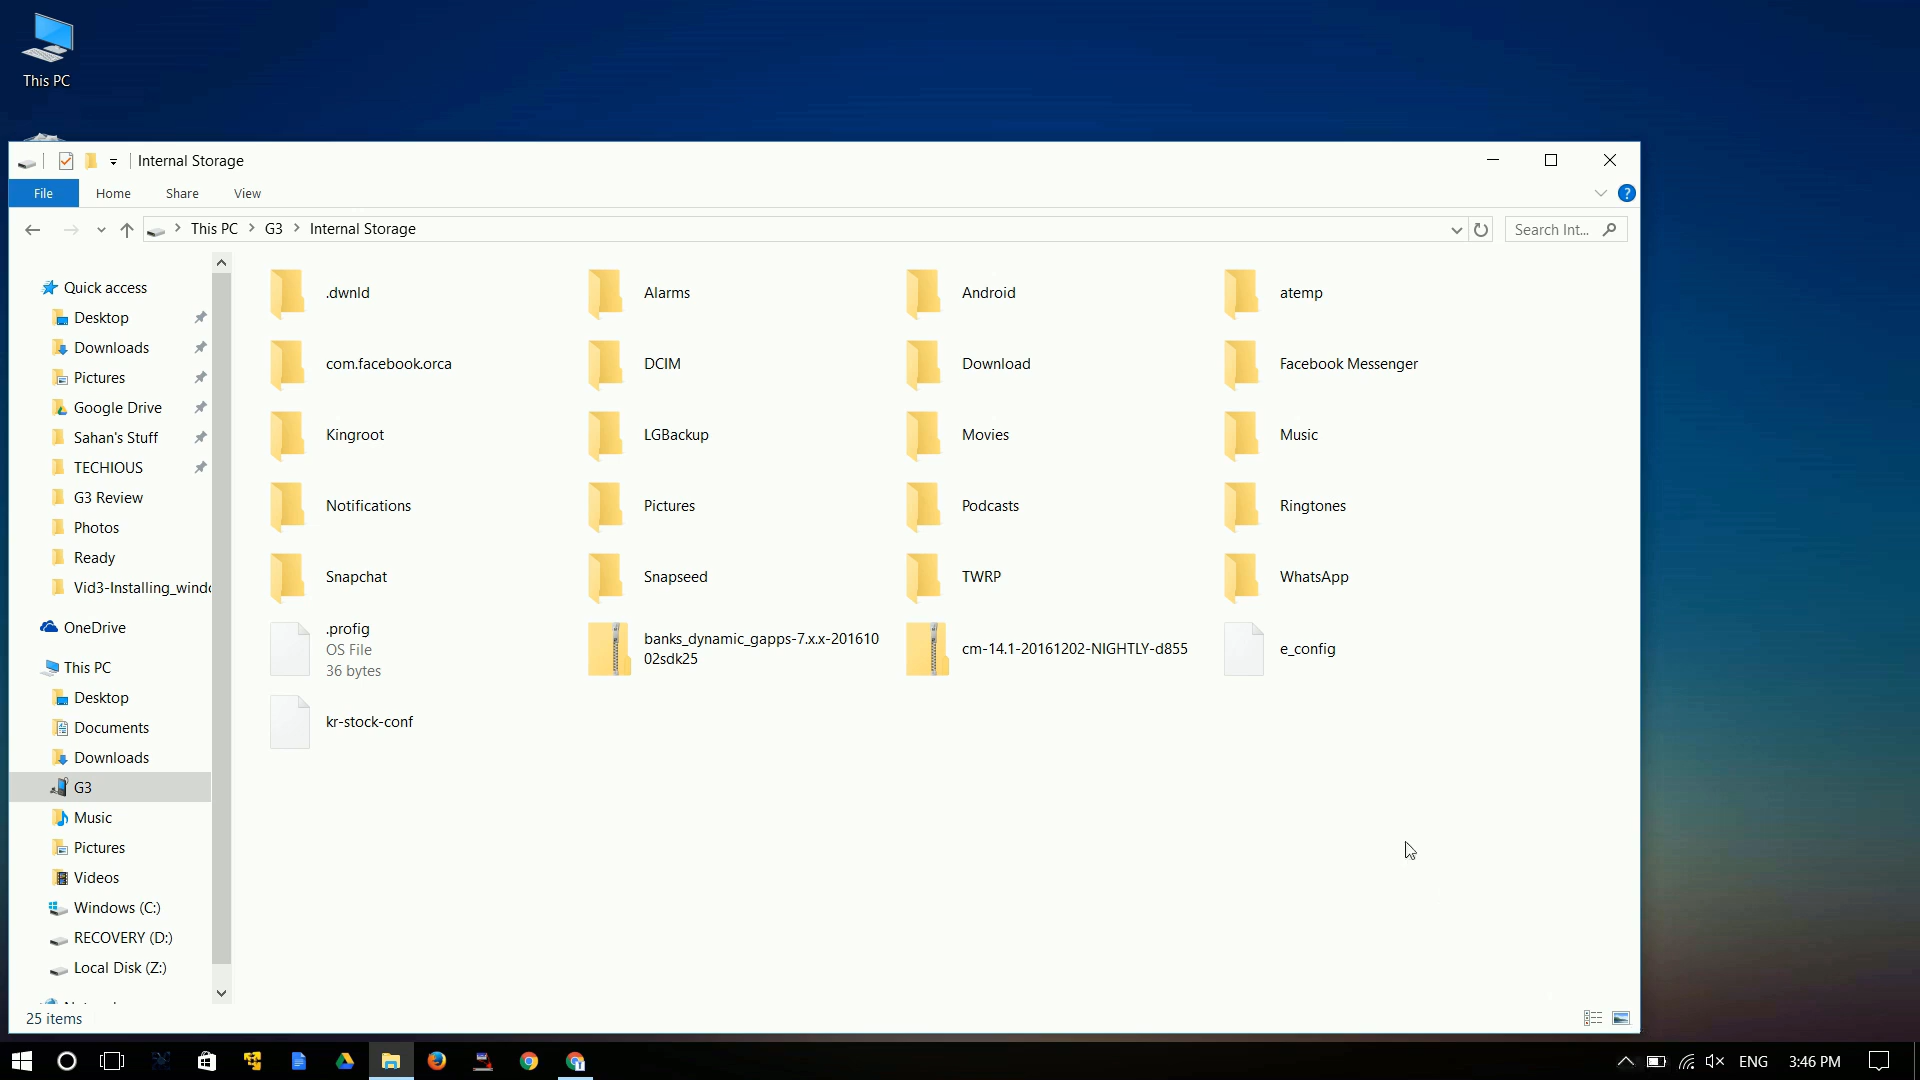 This PC
Internal Storage
File Home Share View
This PC G3 Internal Storage
Search Int...
Quick access
Desktop
Downloads
Pictures
Google Drive
Sahan's Stuff
TECHIOUS
G3 Review
Photos
Ready
Vid3-Installing_windo
OneDrive
This PC
Desktop
Documents
Downloads
G3
Music
Pictures
Videos
Windows (C:)
RECOVERY (D:)
Local Disk (Z:)
.dwnld Alarms Android atemp
com.facebook.orca DCIM Download Facebook Messenger
Kingroot LGBackup Movies Music
Notifications Pictures Podcasts Ringtones
Snapchat Snapseed TWRP WhatsApp
.profig
OS File
36 bytes
banks_dynamic_gapps-7.x.x-201610
02sdk25
cm-14.1-20161202-NIGHTLY-d855
e_config
kr-stock-conf
25 items
ENG 3:46 PM